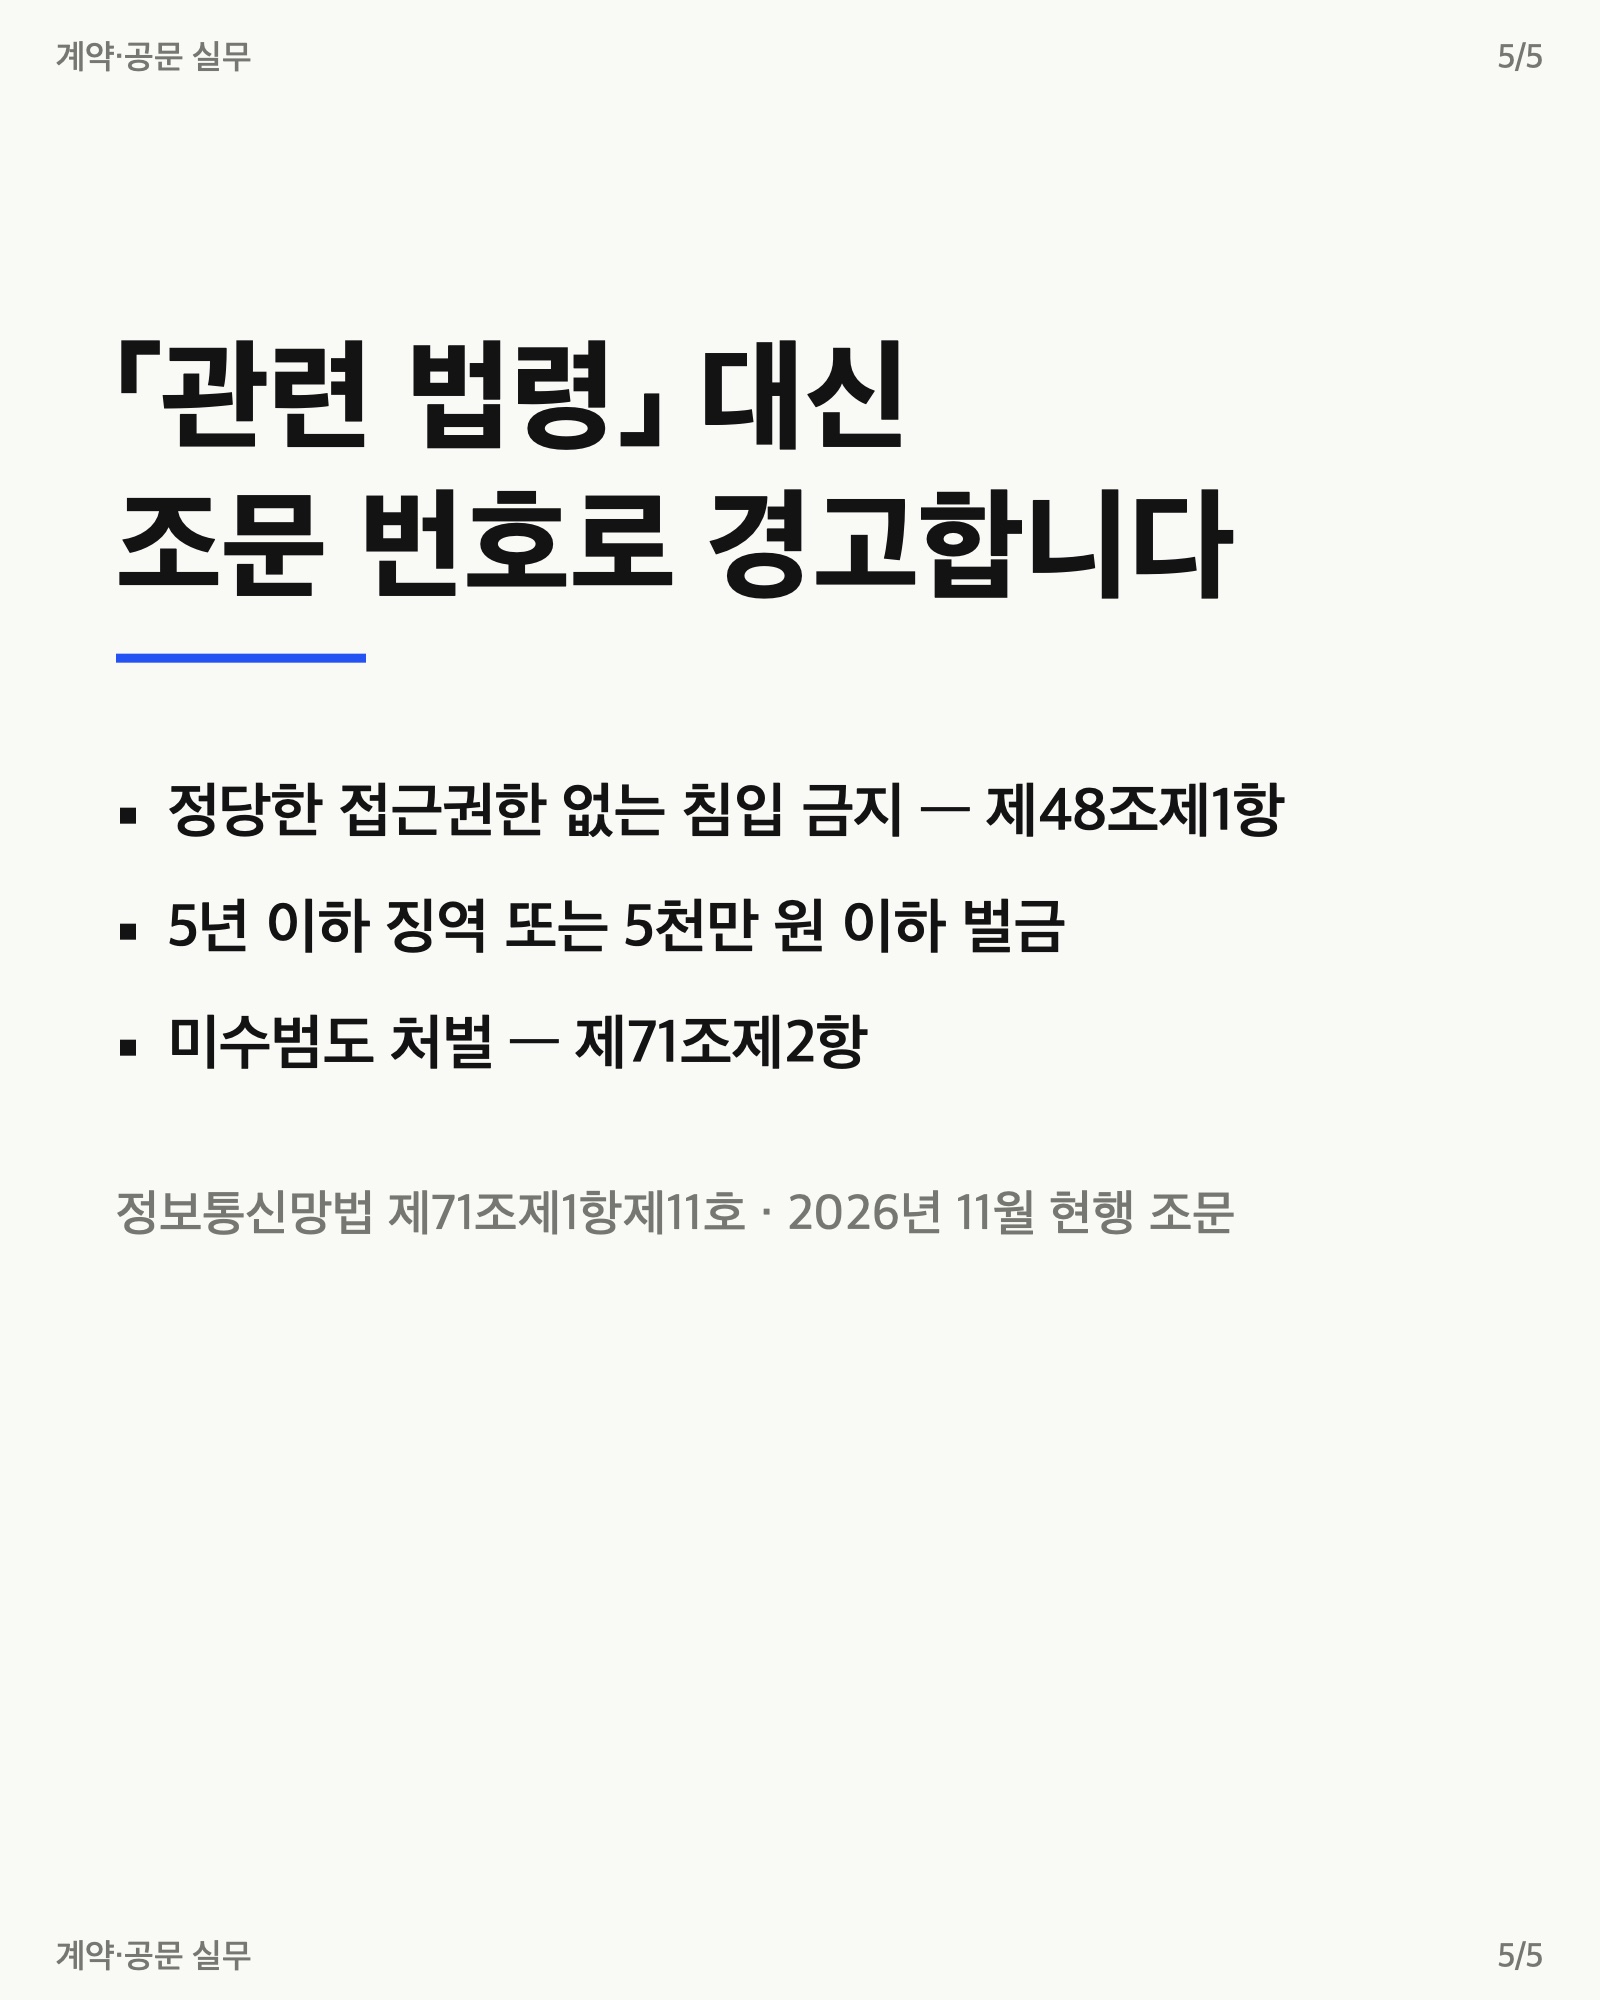 계약·공문 실무
5/5
「관련 법령」 대신
조문 번호로 경고합니다
▪ 정당한 접근권한 없는 침입 금지 — 제48조제1항
▪ 5년 이하 징역 또는 5천만 원 이하 벌금
▪ 미수범도 처벌 — 제71조제2항
정보통신망법 제71조제1항제11호 · 2026년 11월 현행 조문
계약·공문 실무
5/5